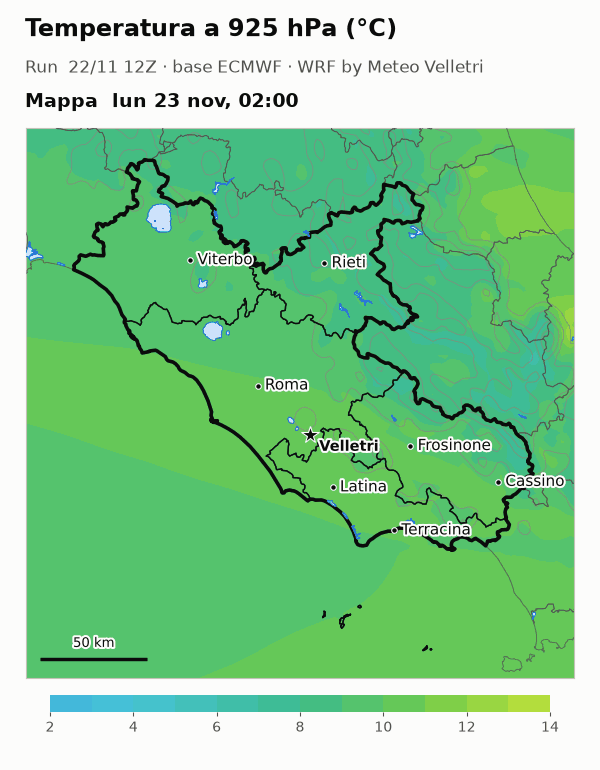 Temperatura a 925 hPa (°C)
Run  22/11 12Z · base ECMWF · WRF by Meteo Velletri
Mappa  lun 23 nov, 02:00
Viterbo
Rieti
Roma
Velletri
Frosinone
Latina
Cassino
Terracina
50 km
2 4 6 8 10 12 14